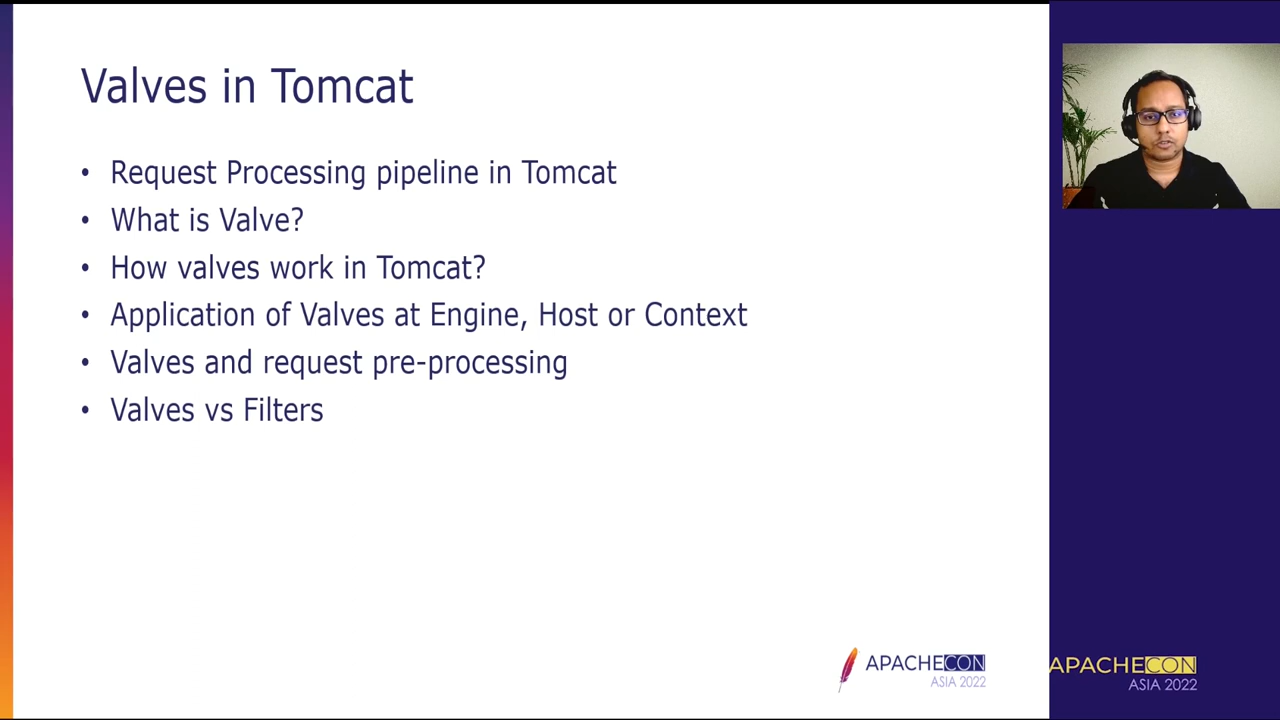 Valves in Tomcat
• Request Processing pipeline in Tomcat
• What is Valve?
• How valves work in Tomcat?
• Application of Valves at Engine, Host or Context
• Valves and request pre-processing
• Valves vs Filters
APACHECON
ASIA 2022
APACHECON
ASIA 2022